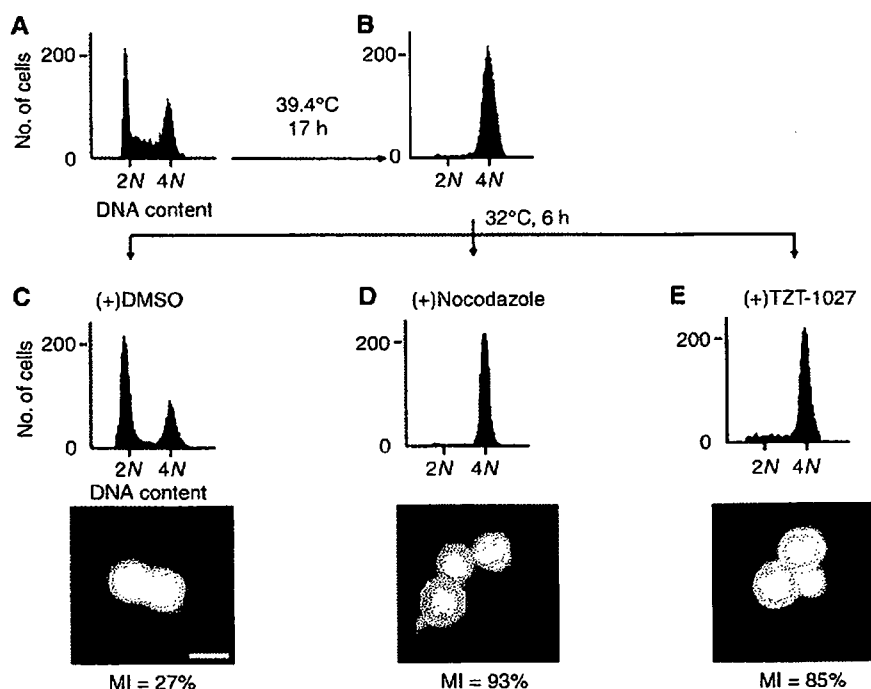 A
B
No. of cells
200
0
2N 4N
DNA content
39.4°C
17 h
200
0
2N 4N
32°C, 6 h
C
(+)DMSO
D
(+)Nocodazole
E
(+)TZT-1027
No. of cells
200
0
2N 4N
DNA content
200
0
2N 4N
200
0
2N 4N
MI = 27%
MI = 93%
MI = 85%